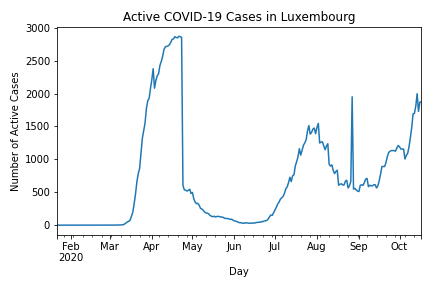 Active COVID-19 Cases in Luxembourg
Number of Active Cases
3000
2500
2000
1500
1000
500
0
Feb Mar Apr May Jun Jul Aug Sep Oct
2020
Day